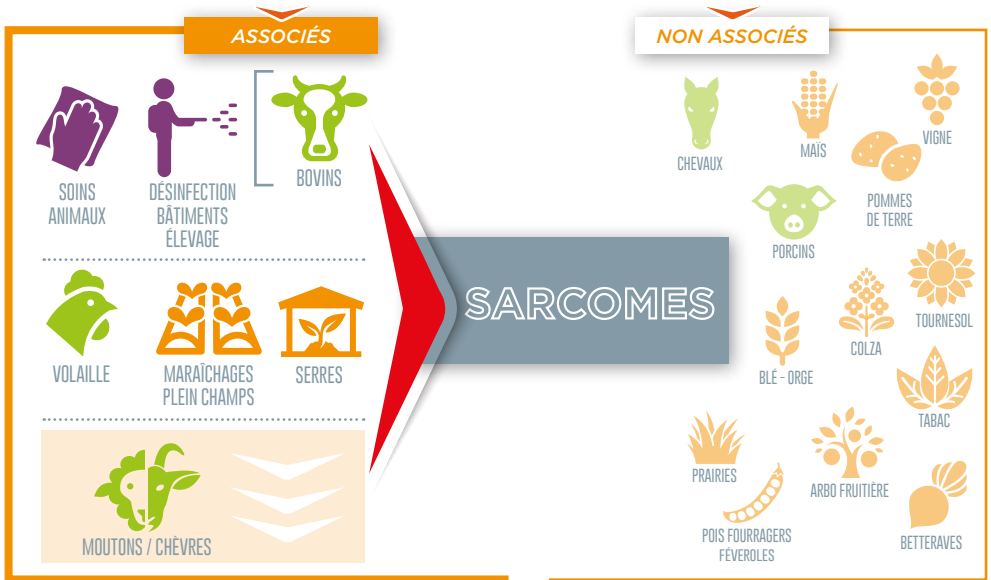 ASSOCIÉS
SOINS
ANIMAUX
DÉSINFECTION
BÂTIMENTS
ÉLEVAGE
BOVINS
VOLAILLE
MARAÎCHAGES
PLEIN CHAMPS
SERRES
MOUTONS / CHÈVRES
SARCOMES
NON ASSOCIÉS
CHEVAUX
MAÏS
VIGNE
POMMES
DE TERRE
PORCINS
TOURNESOL
COLZA
BLÉ - ORGE
TABAC
PRAIRIES
ARBO FRUITIÈRE
POIS FOURRAGERS
FÉVEROLES
BETTERAVES